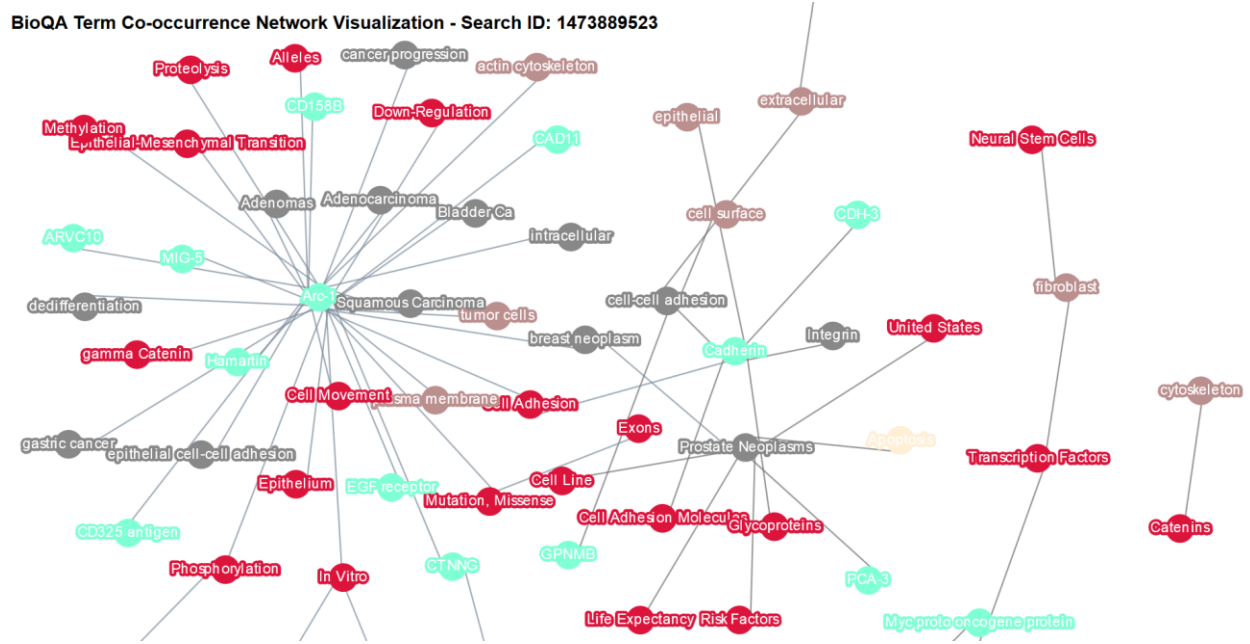 BioQA Term Co-occurrence Network Visualization - Search ID: 1473889523
Alleles
cancer progression
Proteolysis
actin cytoskeleton
extracellular
CD158B
Down-Regulation
epithelial
Methylation
Epithelial-Mesenchymal Transition
CAD11
Neural Stem Cells
Adenomas
Adenocarcinoma
Bladder Ca
cell surface
CDH-3
ARVC10
MIG-5
intracellular
fibroblast
dedifferentiation
Arc-1
Squamous Carcinoma
tumor cells
cell-cell adhesion
breast neoplasm
Integrin
United States
gamma Catenin
Hamartin
Cadherin
Cell Movement
plasma membrane
Cell Adhesion
cytoskeleton
Exons
gastric cancer
epithelial cell-cell adhesion
Prostate Neoplasms
Apoptosis
Transcription Factors
Epithelium
EGF receptor
Mutation, Missense
Cell Line
CD325 antigen
Cell Adhesion Molecules
Glycoproteins
Catenins
Phosphorylation
In Vitro
CTNNG
GPNMB
PCA-3
Life Expectancy
Risk Factors
Myc proto oncogene protein